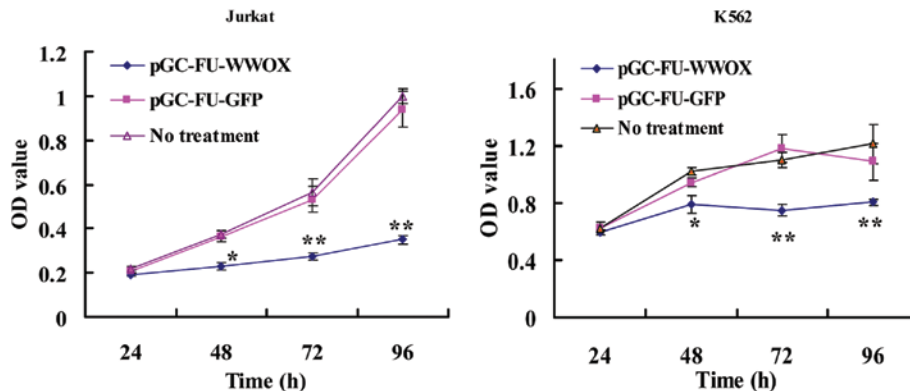 Jurkat
1.2
1
0.8
0.6
0.4
0.2
0
OD value
pGC-FU-WWOX
pGC-FU-GFP
No treatment
*
**
**
24 48 72 96
Time (h)
K562
1.6
1.2
0.8
0.4
0
OD value
pGC-FU-WWOX
pGC-FU-GFP
No treatment
*
**
**
24 48 72 96
Time (h)